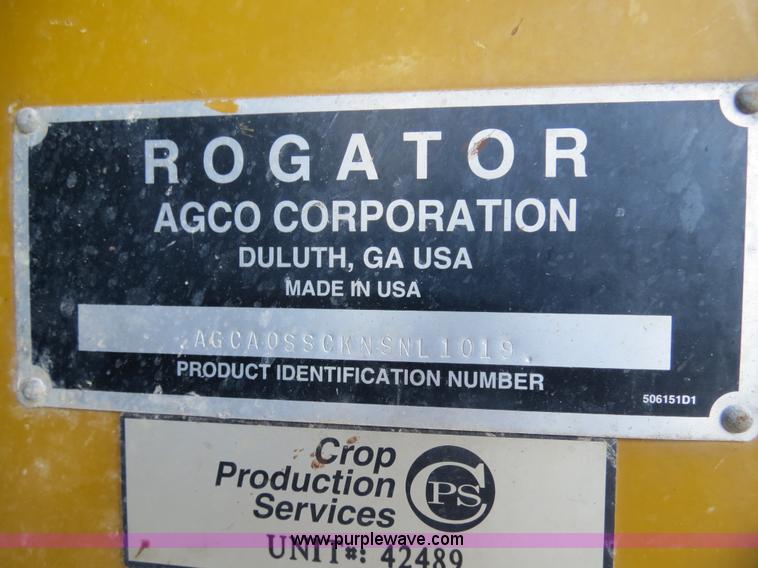 ROGATOR
AGCO CORPORATION
DULUTH, GA USA
MADE IN USA
.AGCA0SSCKNSNL1019.
PRODUCT IDENTIFICATION NUMBER
506151D1
Crop
Production
Services
CPS
www.purplewave.com
UNIT#: 42489